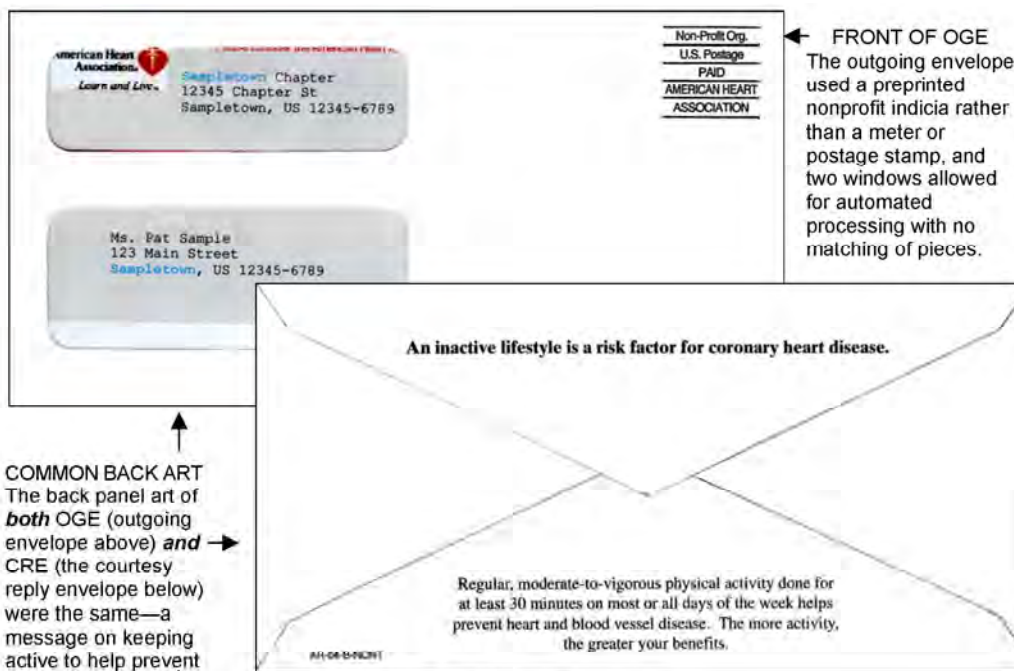 American Heart
Association®
Learn and Live℠
Sampletown Chapter
12345 Chapter St
Sampletown, US 12345-6789
Non-Profit Org.
U.S. Postage
PAID
AMERICAN HEART
ASSOCIATION
FRONT OF OGE
The outgoing envelope
used a preprinted
nonprofit indicia rather
than a meter or
postage stamp, and
two windows allowed
for automated
processing with no
matching of pieces.
Ms. Pat Sample
123 Main Street
Sampletown, US 12345-6789
An inactive lifestyle is a risk factor for coronary heart disease.
COMMON BACK ART
The back panel art of
both OGE (outgoing
envelope above) and
CRE (the courtesy
reply envelope below)
were the same—a
message on keeping
active to help prevent
Regular, moderate-to-vigorous physical activity done for
at least 30 minutes on most or all days of the week helps
prevent heart and blood vessel disease. The more activity,
the greater your benefits.